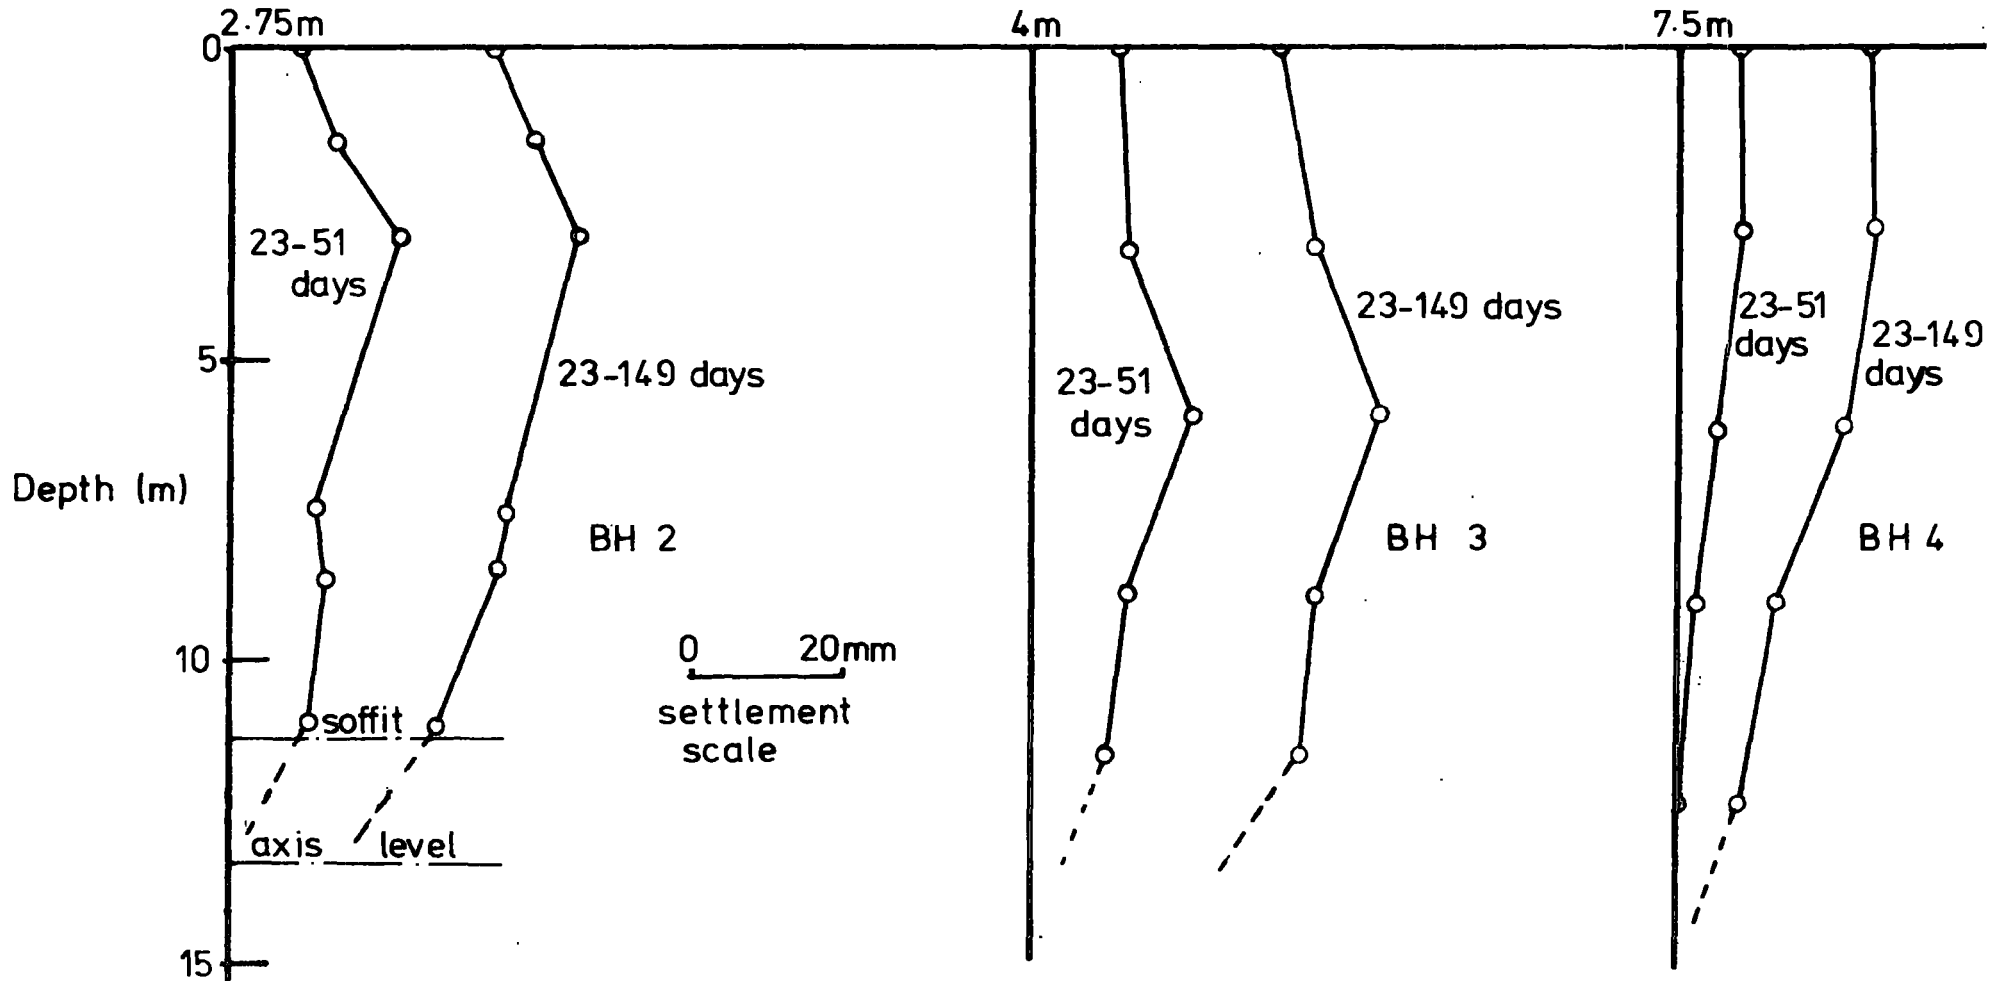 2.75m
4m
7.5m
0
23-51
days
23-149 days
23-51
days
23-149
days
5
23-149 days
23-51
days
Depth (m)
BH 2
BH 3
BH 4
10
0 20mm
settlement
scale
soffit
axis level
15